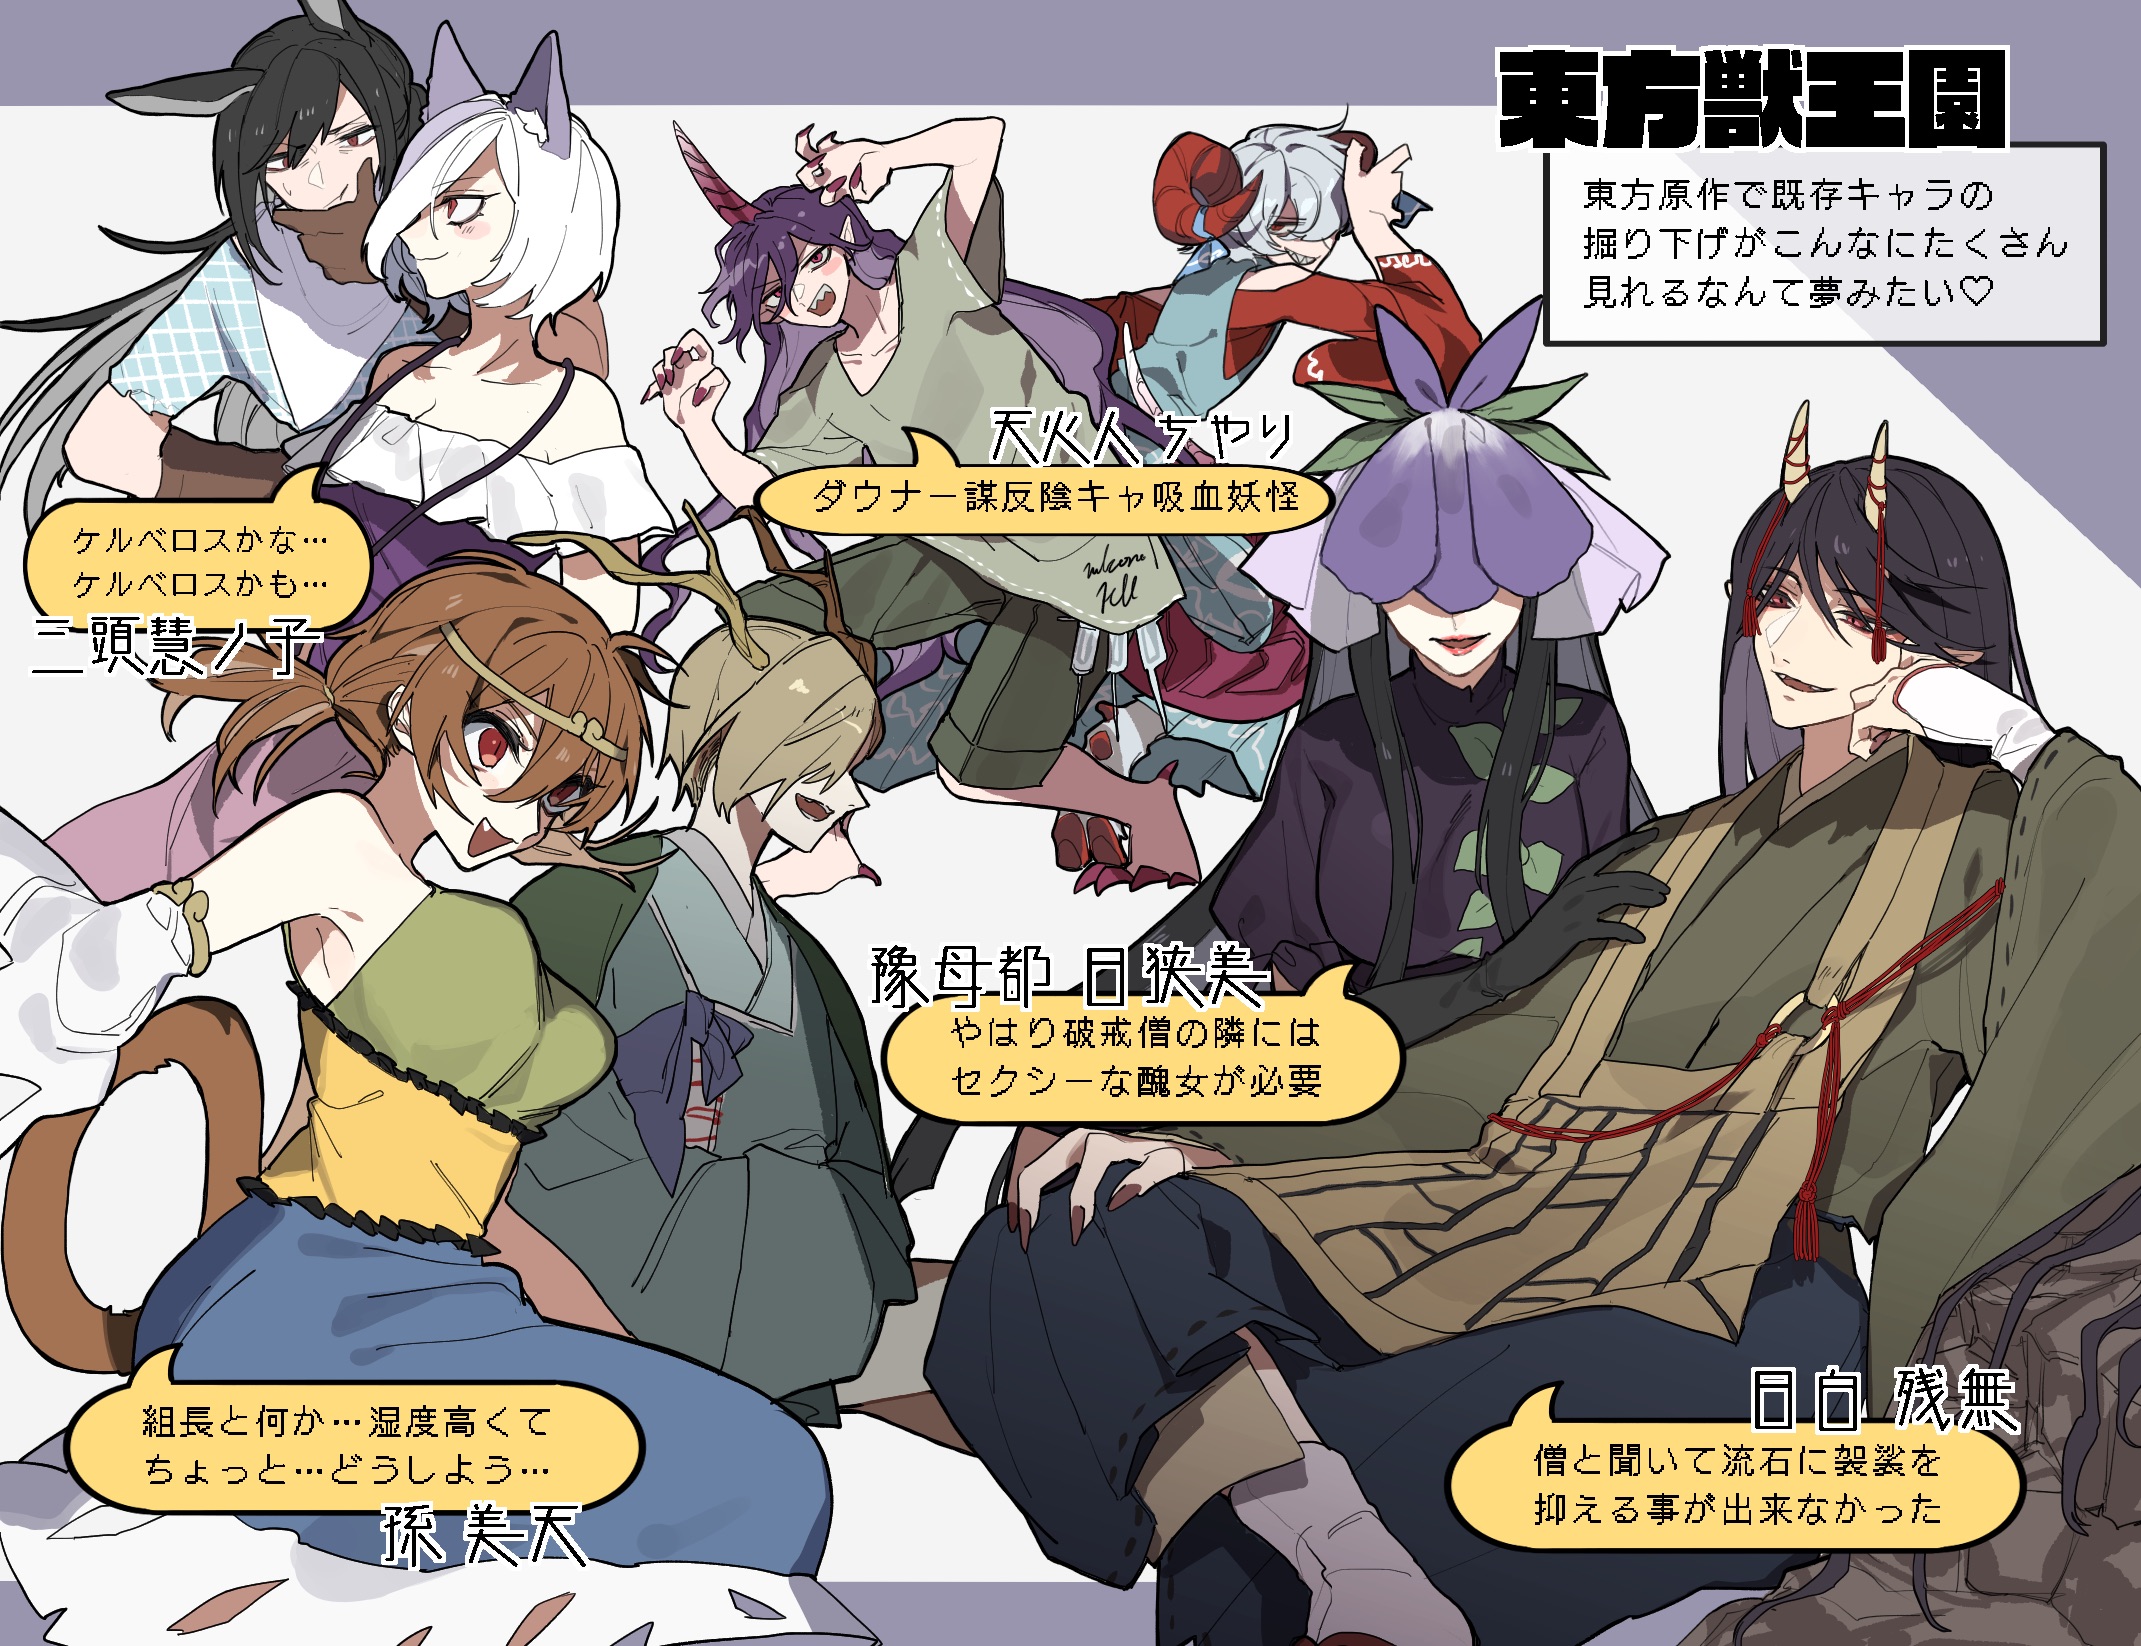 東方獣王園
東方原作で既存キャラの
掘り下げがこんなにたくさん
見れるなんて夢みたい♡
天火人 ちやり
ダウナー謀反陰キャ吸血妖怪
ケルベロスかな…
ケルベロスかも…
三頭慧ノ子
豫母都 日狭美
やはり破戒僧の隣には
セクシーな醜女が必要
日白 残無
僧と聞いて流石に袈裟を
抑える事が出来なかった
組長と何か…湿度高くて
ちょっと…どうしよう…
孫 美天